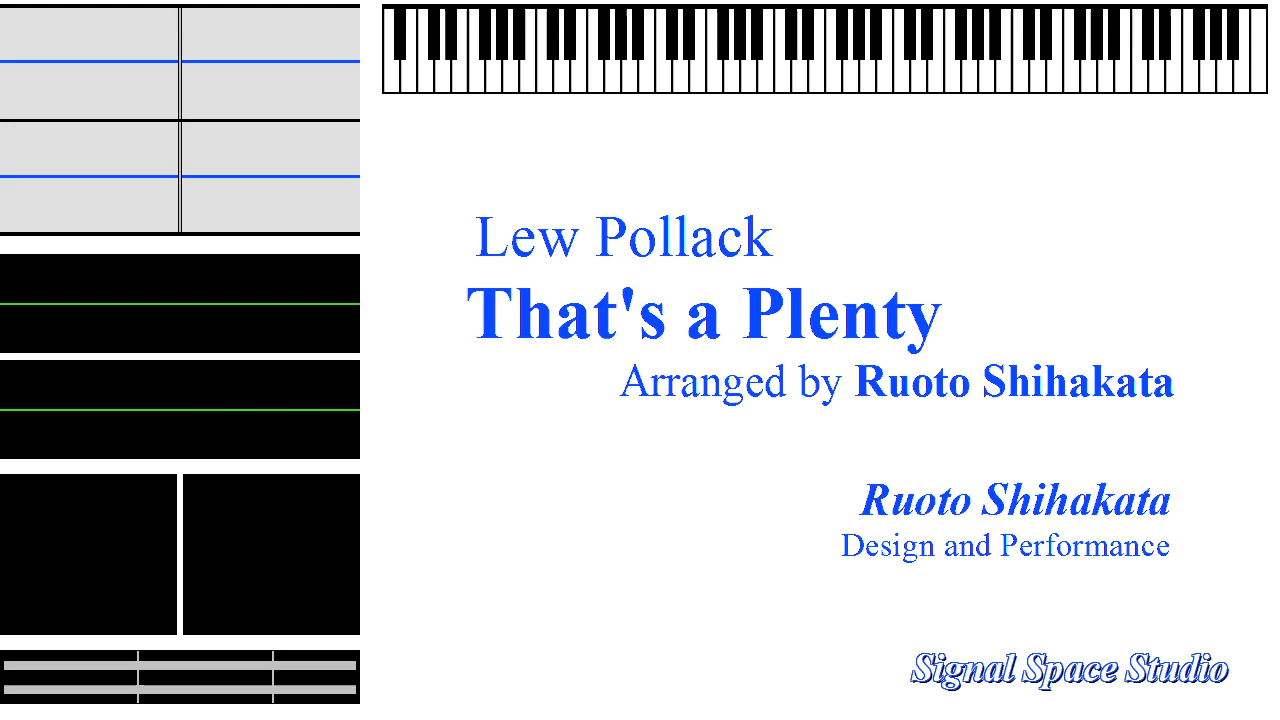 Lew Pollack
That's a Plenty
Arranged by Ruoto Shihakata
Ruoto Shihakata
Design and Performance
Signal Space Studio